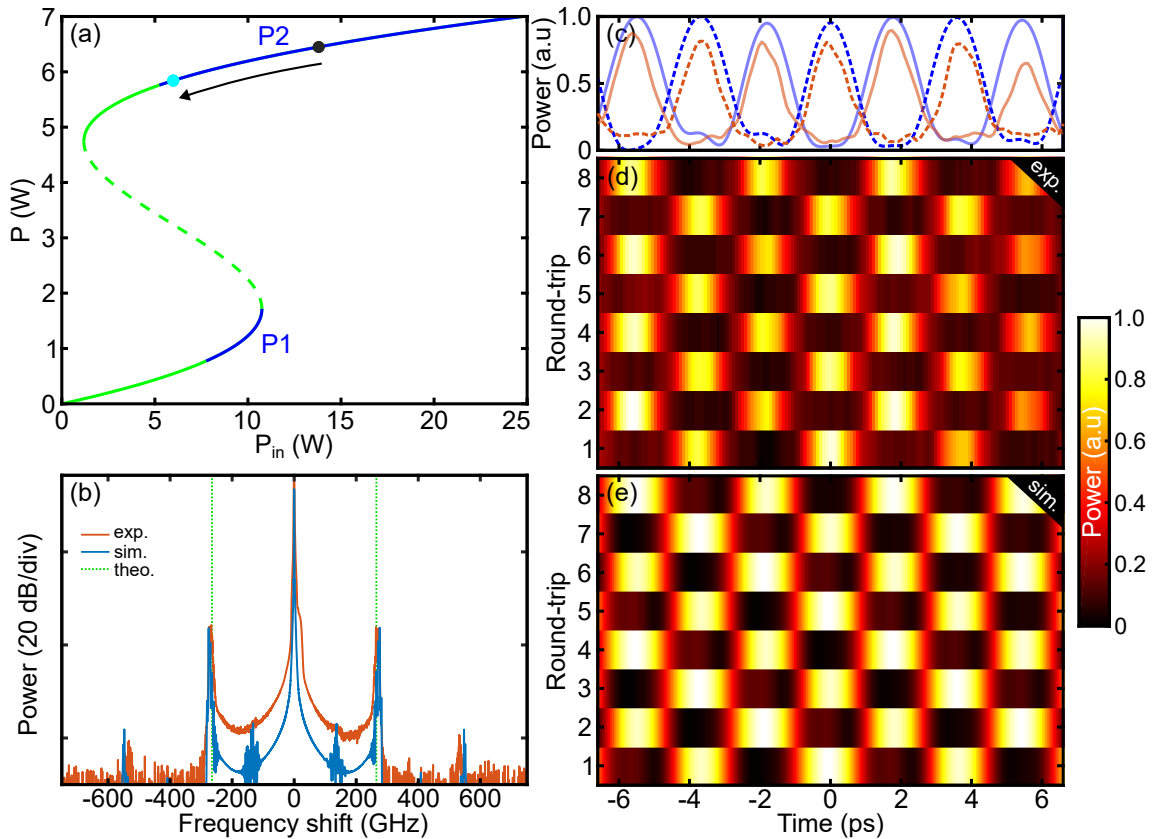 (a)
P2
P1
P (W)
7
6
5
4
3
2
1
0
0 5 10 15 20 25
P_in (W)
(b)
exp.
sim.
theo.
Power (20 dB/div)
-600 -400 -200 0 200 400 600
Frequency shift (GHz)
(c)
Power (a.u)
1.0
0.5
0
(d)
exp.
Round-trip
8
7
6
5
4
3
2
1
(e)
sim.
Round-trip
8
7
6
5
4
3
2
1
-6 -4 -2 0 2 4 6
Time (ps)
Power (a.u)
1.0
0.8
0.6
0.4
0.2
0